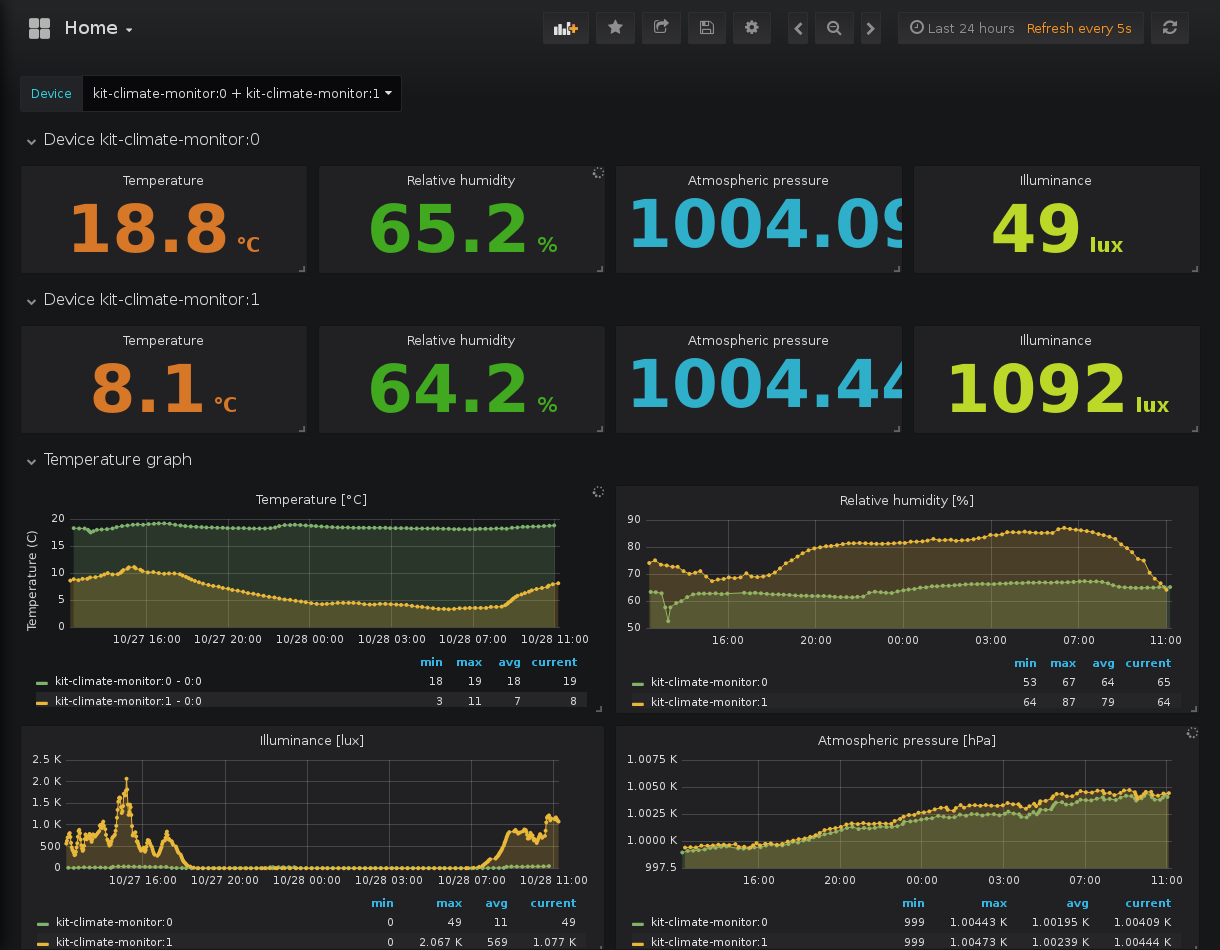 Home
Last 24 hours Refresh every 5s
Device kit-climate-monitor:0 + kit-climate-monitor:1
Device kit-climate-monitor:0
Temperature Relative humidity Atmospheric pressure Illuminance
18.8 °C 65.2 % 1004.09 49 lux
Device kit-climate-monitor:1
Temperature Relative humidity Atmospheric pressure Illuminance
8.1 °C 64.2 % 1004.44 1092 lux
Temperature graph
Temperature [°C]
Temperature (C)
20
15
10
5
0
10/27 16:00 10/27 20:00 10/28 00:00 10/28 03:00 10/28 07:00 10/28 11:00
min max avg current
kit-climate-monitor:0 - 0:0 18 19 18 19
kit-climate-monitor:1 - 0:0 3 11 7 8
Relative humidity [%]
90
80
70
60
50
16:00 20:00 00:00 03:00 07:00 11:00
min max avg current
kit-climate-monitor:0 53 67 64 65
kit-climate-monitor:1 64 87 79 64
Illuminance [lux]
2.5 K
2.0 K
1.5 K
1.0 K
500
0
10/27 16:00 10/27 20:00 10/28 00:00 10/28 03:00 10/28 07:00 10/28 11:00
min max avg current
kit-climate-monitor:0 0 49 11 49
kit-climate-monitor:1 0 2.067 K 569 1.077 K
Atmospheric pressure [hPa]
1.0075 K
1.0050 K
1.0025 K
1.0000 K
997.5
16:00 20:00 00:00 03:00 07:00 11:00
min max avg current
kit-climate-monitor:0 999 1.00443 K 1.00195 K 1.00409 K
kit-climate-monitor:1 999 1.00473 K 1.00239 K 1.00444 K